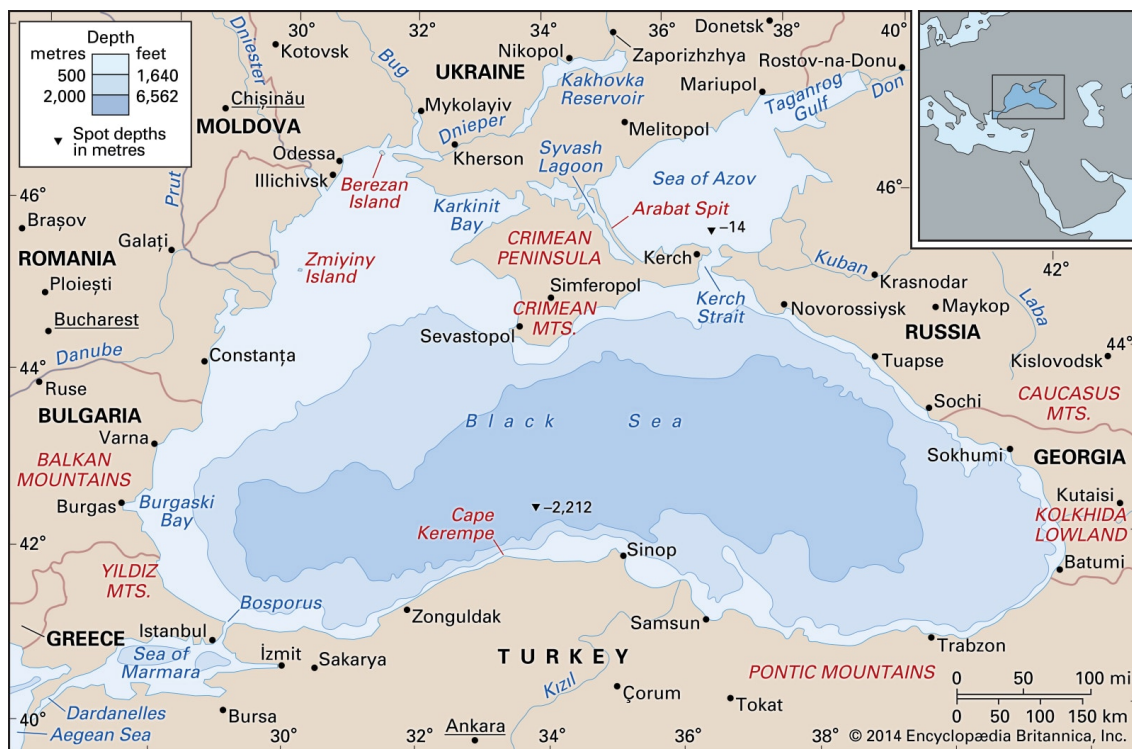 Depth
metres feet
500 1,640
2,000 6,562
Spot depths
in metres
30°
32°
34°
36°
38°
40°
Dniester
Kotovsk
Bug
Nikopol
Donetsk
Zaporizhzhya
Rostov-na-Donu
UKRAINE
Kakhovka
Reservoir
Mariupol
Taganrog
Gulf
Don
Chişinău
Mykolayiv
MOLDOVA
Dnieper
Melitopol
Odessa
Kherson
Syvash
Lagoon
Illichivsk
Berezan
Island
Prut
46°
Sea of Azov
46°
Karkinit
Bay
Arabat Spit
Braşov
–14
Galaţi
CRIMEAN
PENINSULA
Kerch
Kuban
42°
ROMANIA
Zmiyiny
Island
Krasnodar
Ploieşti
Simferopol
Kerch
Strait
Laba
CRIMEAN
MTS.
Novorossiysk
Maykop
Bucharest
Sevastopol
RUSSIA
Danube
Constanţa
44°
Tuapse
Kislovodsk
44°
Ruse
BULGARIA
Sochi
CAUCASUS
MTS.
Black Sea
Varna
Sokhumi
GEORGIA
BALKAN
MOUNTAINS
Kutaisi
Burgas
Burgaski
Bay
–2,212
KOLKHIDA
LOWLAND
Cape
Kerempe
42°
Sinop
Batumi
YILDIZ
MTS.
Bosporus
Zonguldak
GREECE
Istanbul
Samsun
Trabzon
Sea of
Marmara
İzmit
Sakarya
TURKEY
PONTIC MOUNTAINS
0 50 100 mi
Kızıl
Çorum
Tokat
0 50 100 150 km
Dardanelles
40°
Bursa
Ankara
Aegean Sea
30°
32°
34°
36°
38°
© 2014 Encyclopædia Britannica, Inc.